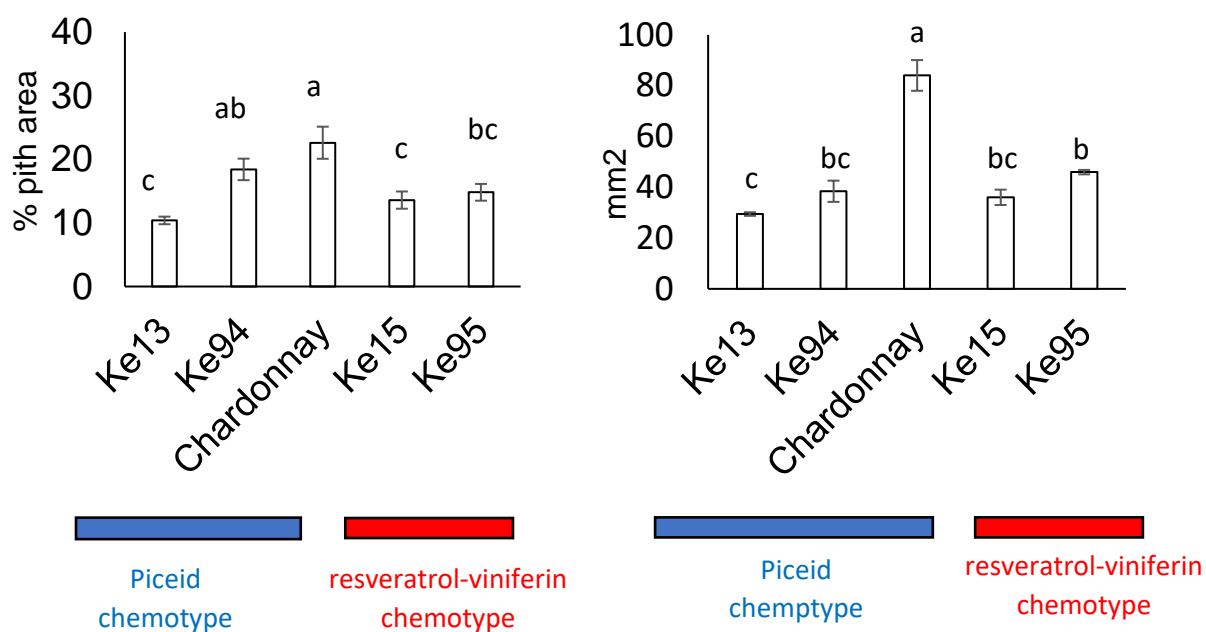 % pith area
40
30
20
10
0
c
ab
a
c
bc
Ke13
Ke94
Chardonnay
Ke15
Ke95
Piceid
chemotype
resveratrol-viniferin
chemotype
mm2
100
80
60
40
20
0
c
bc
a
bc
b
Ke13
Ke94
Chardonnay
Ke15
Ke95
Piceid
chemptype
resveratrol-viniferin
chemotype